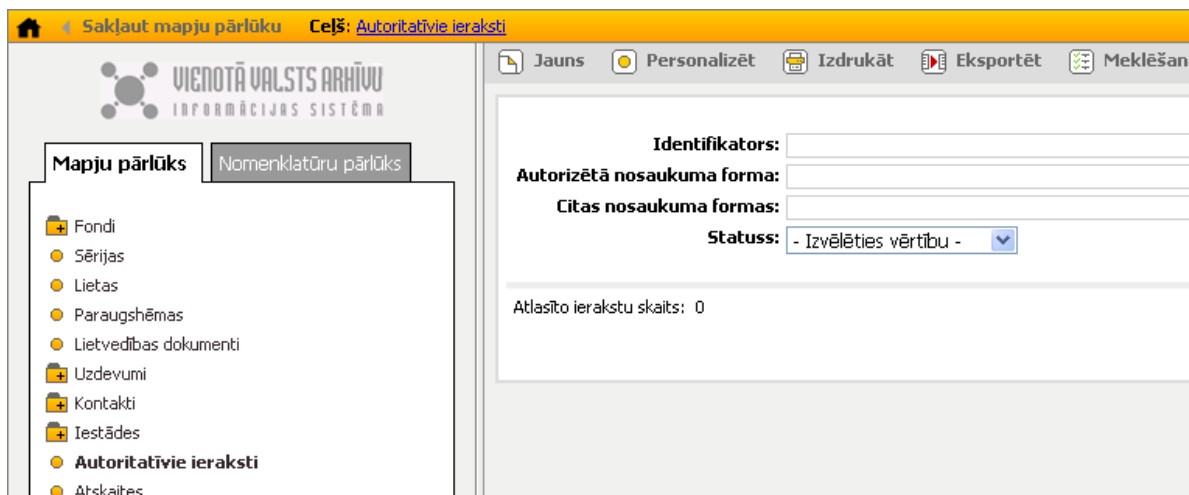 Sakļaut mapju pārlūku Ceļš: Autoritatīvie ieraksti
VIENOTĀ VALSTS ARHĪVU
INFORMĀCIJAS SISTĒMA
Mapju pārlūks Nomenklatūru pārlūks
Fondi
Sērijas
Lietas
Paraugshēmas
Lietvedības dokumenti
Uzdevumi
Kontakti
Iestādes
Autoritatīvie ieraksti
Atskaites
Jauns Personalizēt Izdrukāt Eksportēt Meklēšan
Identifikators:
Autorizētā nosaukuma forma:
Citas nosaukuma formas:
Statuss: - Izvēlēties vērtību -
Atlasīto ierakstu skaits: 0